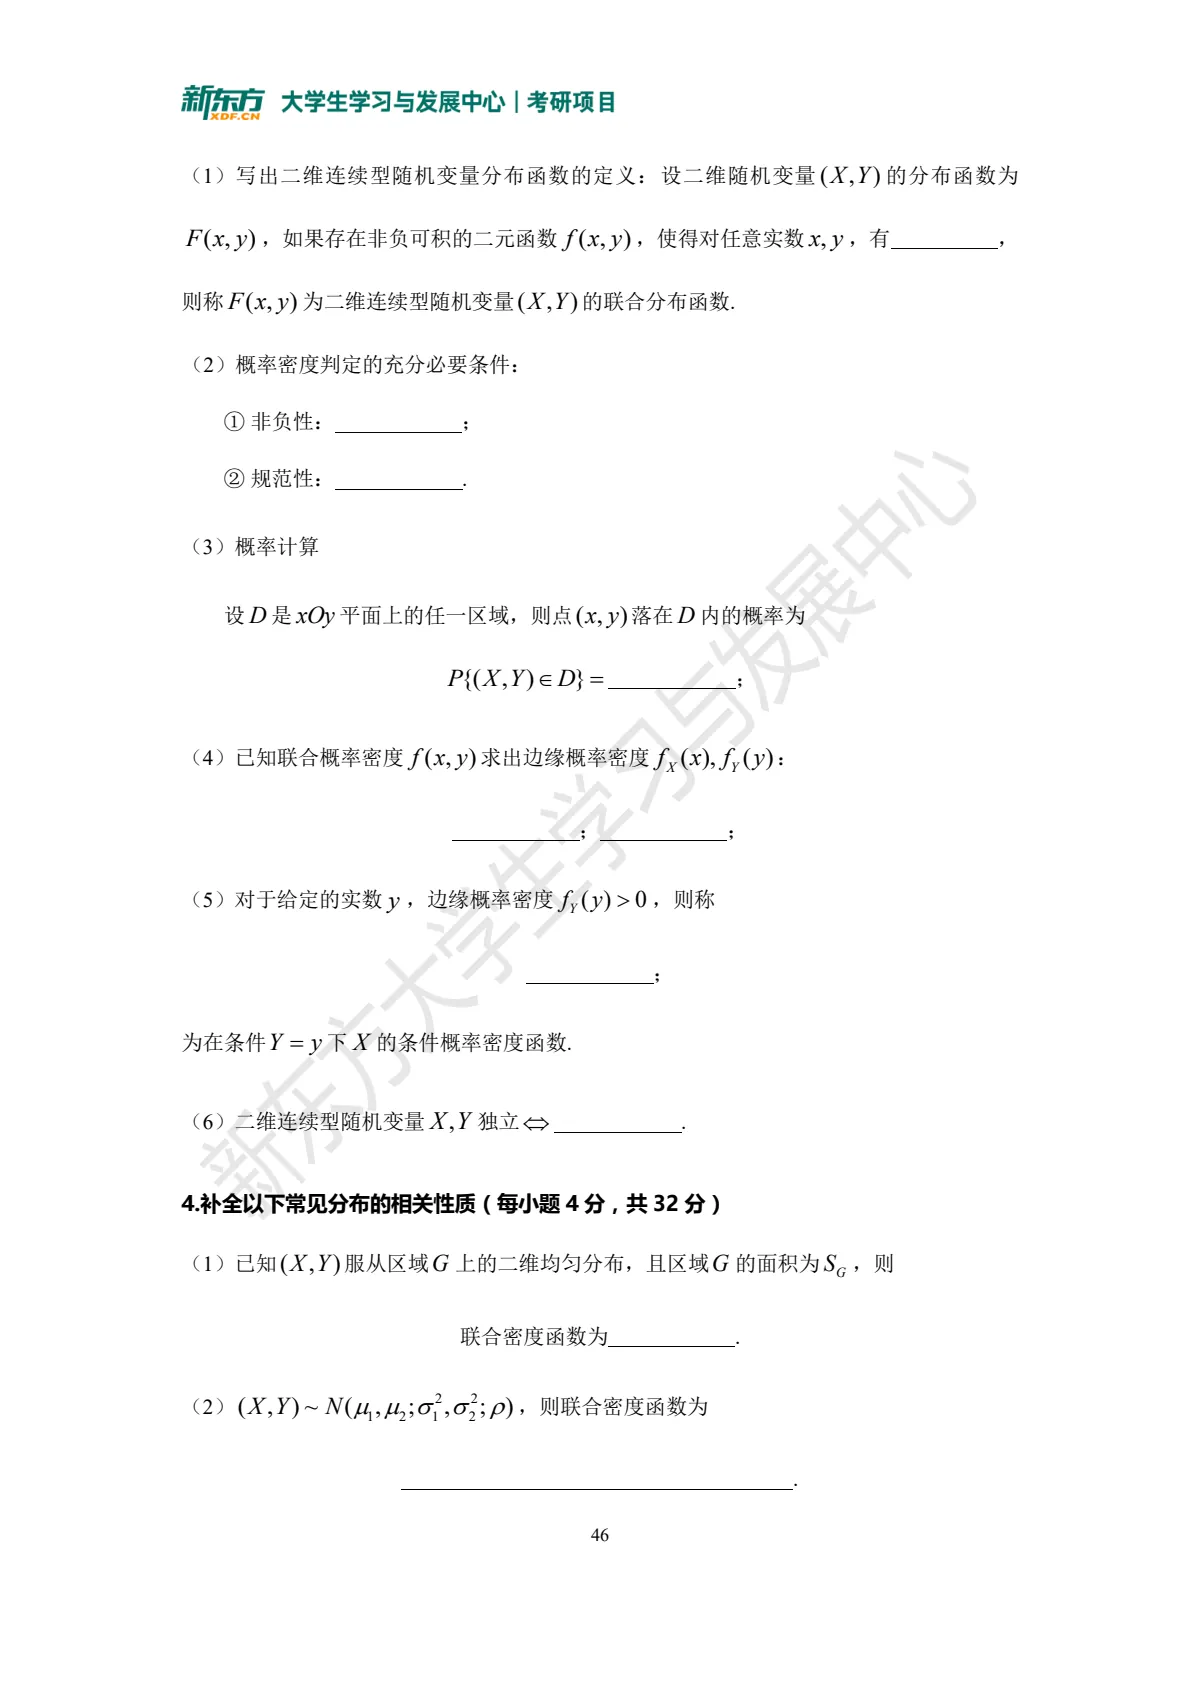 新东方 XDF.CN 大学生学习与发展中心 | 考研项目
（1）写出二维连续型随机变量分布函数的定义：设二维随机变量(X,Y)的分布函数为
F(x,y)，如果存在非负可积的二元函数 f(x,y)，使得对任意实数x,y，有__________，
则称F(x,y)为二维连续型随机变量(X,Y)的联合分布函数.
（2）概率密度判定的充分必要条件：
① 非负性：____________；
② 规范性：____________.
（3）概率计算
设D是xOy平面上的任一区域，则点(x,y)落在D内的概率为
P{(X,Y)∈D}=____________；
（4）已知联合概率密度 f(x,y)求出边缘概率密度 f_X(x), f_Y(y)：
____________；____________；
（5）对于给定的实数y，边缘概率密度 f_Y(y)>0，则称
____________；
为在条件Y=y下X的条件概率密度函数.
（6）二维连续型随机变量X,Y独立⇔____________.
4.补全以下常见分布的相关性质（每小题 4 分，共 32 分）
（1）已知(X,Y)服从区域G上的二维均匀分布，且区域G的面积为S_G，则
联合密度函数为____________.
（2）(X,Y)~N(μ₁,μ₂;σ₁²,σ₂²;ρ)，则联合密度函数为
____________________________________.
46
新东方大学生学习与发展中心